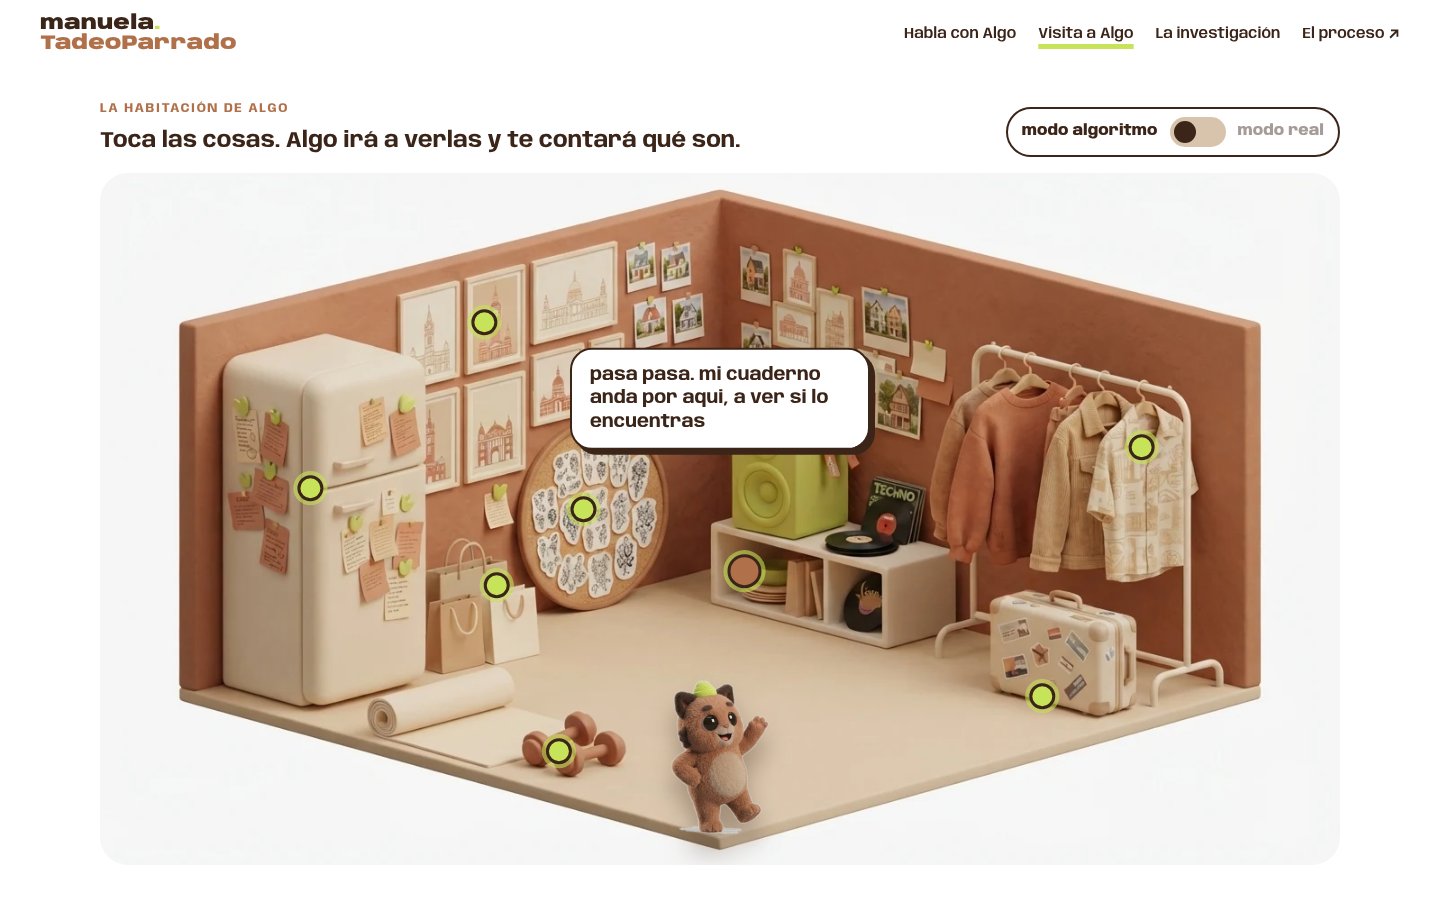 manuela.
TadeoParrado
Habla con Algo
Visita a Algo
La investigación
El proceso ↗
LA HABITACIÓN DE ALGO
Toca las cosas. Algo irá a verlas y te contará qué son.
modo algoritmo
modo real
pasa pasa. mi cuaderno
anda por aqui, a ver si lo
encuentras
TECHNO